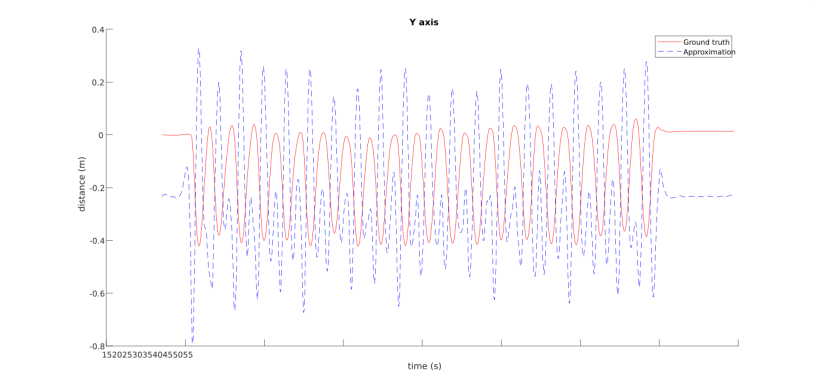 Y axis
0.4
Ground truth
Approximation
0.2
0
-0.2
-0.4
-0.6
-0.8
distance (m)
152025303540455055
time (s)